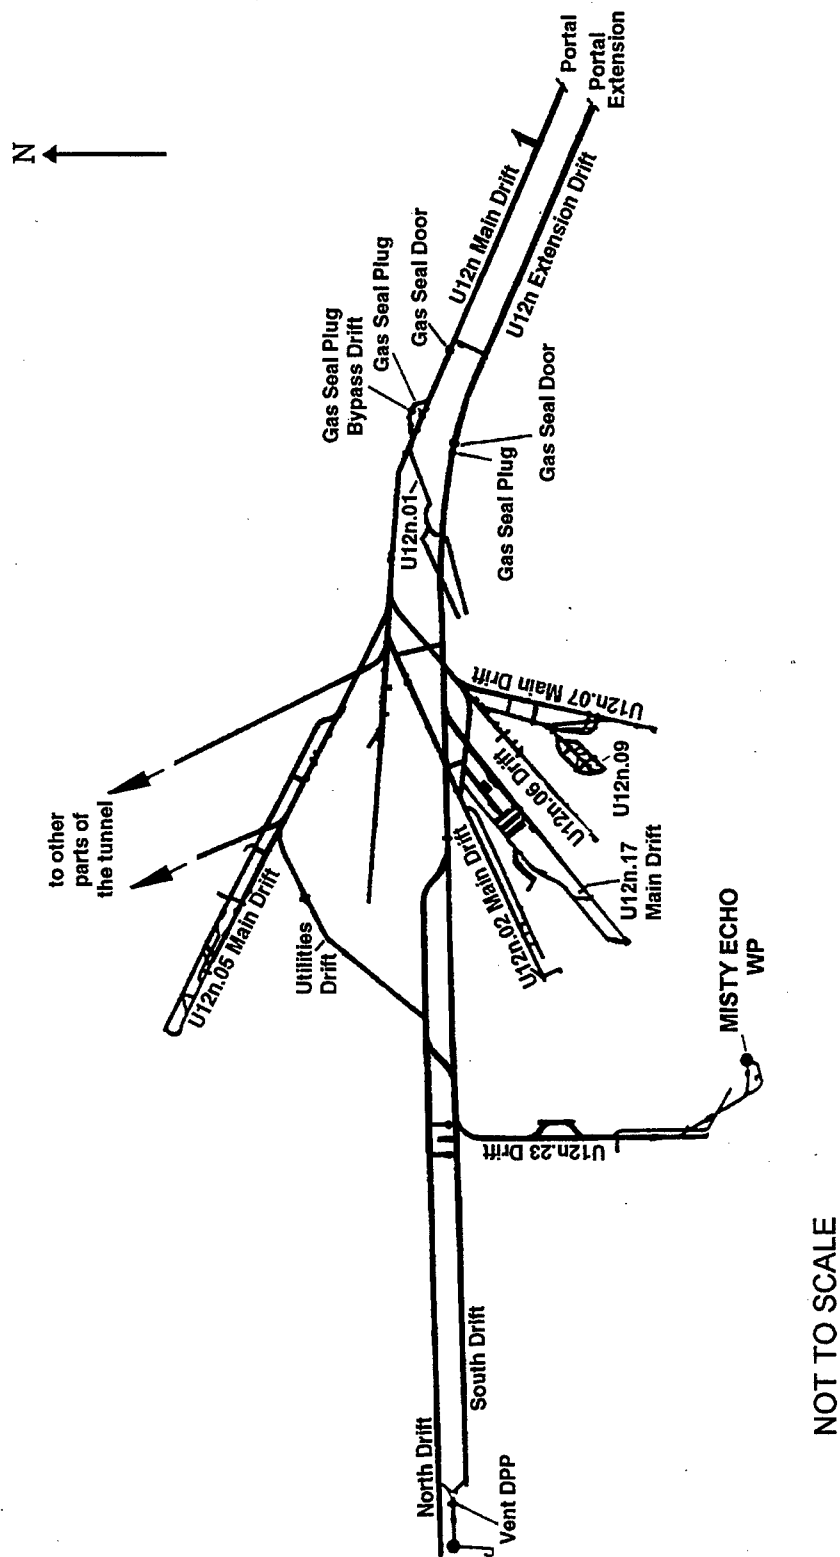 N
Portal
Portal
Extension
U12n Main Drift
U12n Extension Drift
Gas Seal Door
Gas Seal Plug
Gas Seal Plug
Bypass Drift
Gas Seal Door
Gas Seal Plug
U12n.01
to other
parts of
the tunnel
U12n.07 Main Drift
U12n.09
U12n.06 Drift
U12n.17
Main Drift
U12n.02 Main Drift
U12n.05 Main Drift
Utilities
Drift
MISTY ECHO
WP
U12n.23 Drift
South Drift
North Drift
Vent DPP
NOT TO SCALE